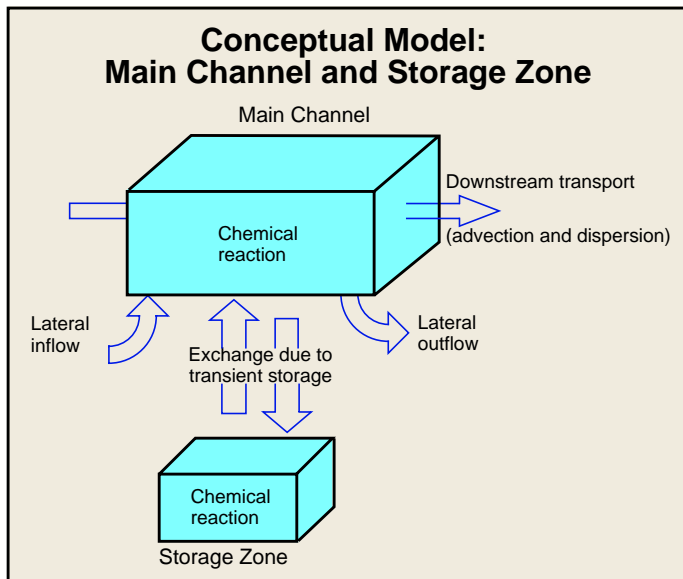 Conceptual Model:
Main Channel and Storage Zone
Main Channel
Downstream transport
(advection and dispersion)
Chemical
reaction
Lateral
inflow
Exchange due to
transient storage
Lateral
outflow
Chemical
reaction
Storage Zone